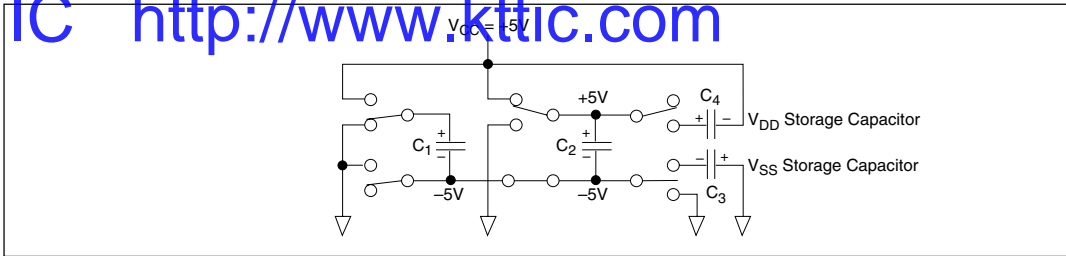 IC http://www.kttic.com
VCC = +5V
+5V
C4
+ −
VDD Storage Capacitor
C1
+
−
C2
+
−
− +
VSS Storage Capacitor
−5V
−5V
C3